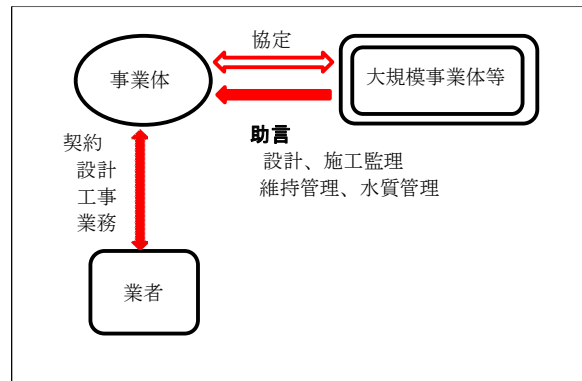 協定
事業体
大規模事業体等
助言
設計、施工監理
維持管理、水質管理
契約
設計
工事
業務
業者